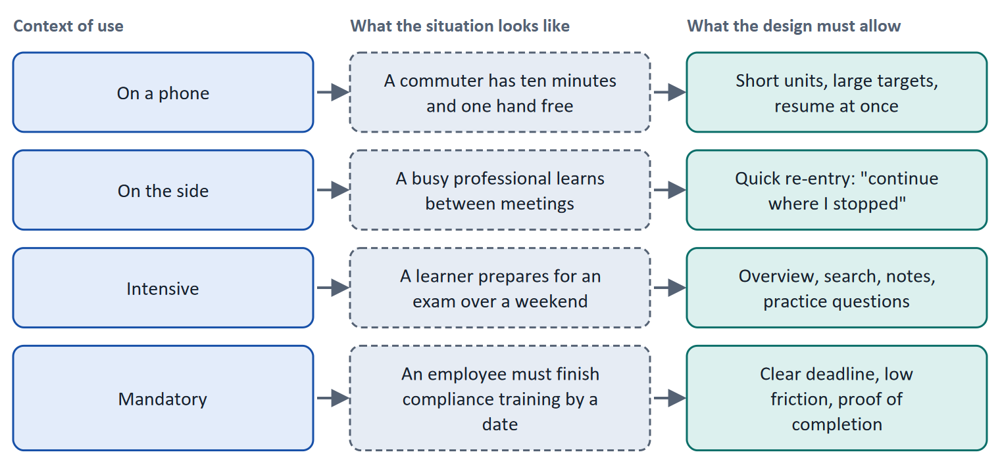 Context of use
What the situation looks like
What the design must allow
On a phone
A commuter has ten minutes
and one hand free
Short units, large targets,
resume at once
On the side
A busy professional learns
between meetings
Quick re-entry: "continue
where I stopped"
Intensive
A learner prepares for an
exam over a weekend
Overview, search, notes,
practice questions
Mandatory
An employee must finish
compliance training by a
date
Clear deadline, low
friction, proof of
completion